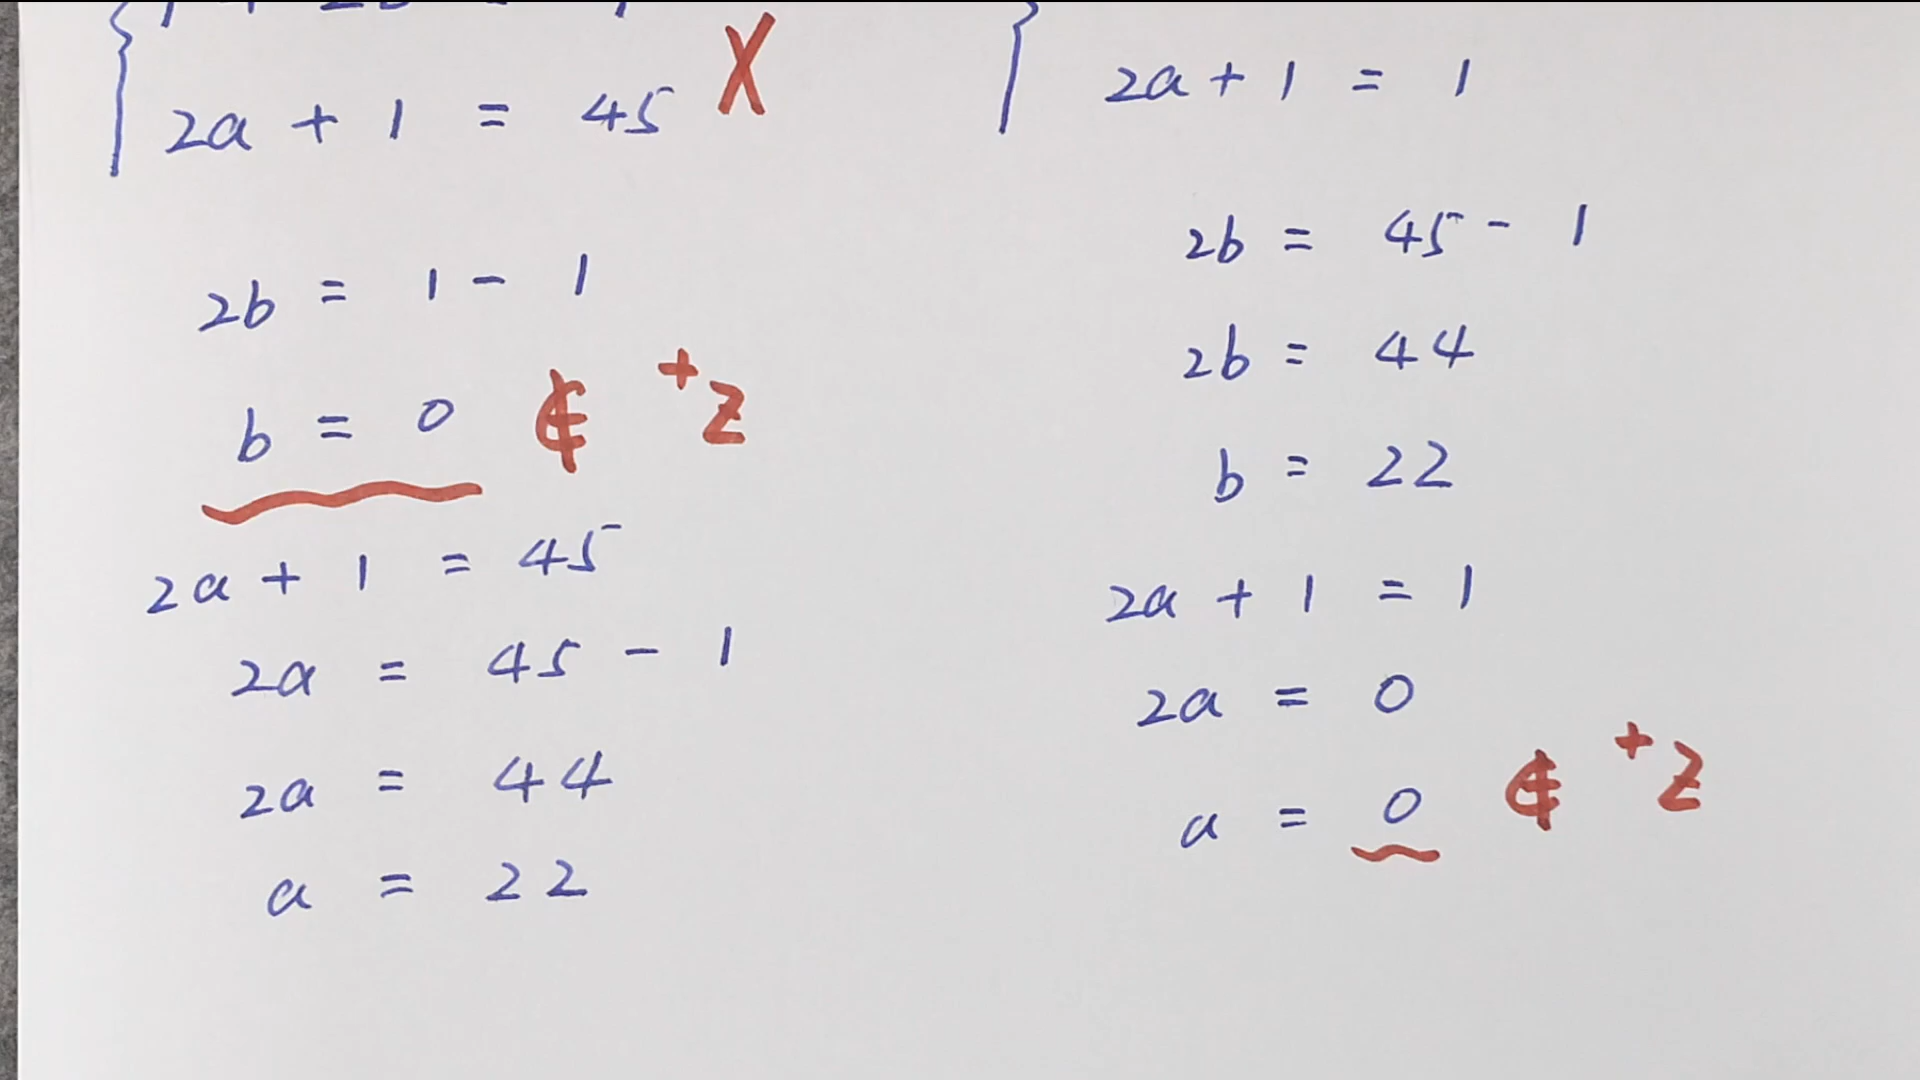 2a + 1 = 45 X
2b = 1 - 1
b = 0 ∉ +Z
2a + 1 = 45
2a = 45 - 1
2a = 44
a = 22
2a + 1 = 1
2b = 45 - 1
2b = 44
b = 22
2a + 1 = 1
2a = 0
a = 0 ∉ +Z